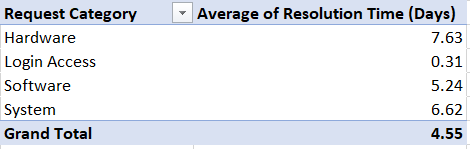 Request Category Average of Resolution Time (Days)
Hardware 7.63
Login Access 0.31
Software 5.24
System 6.62
Grand Total 4.55